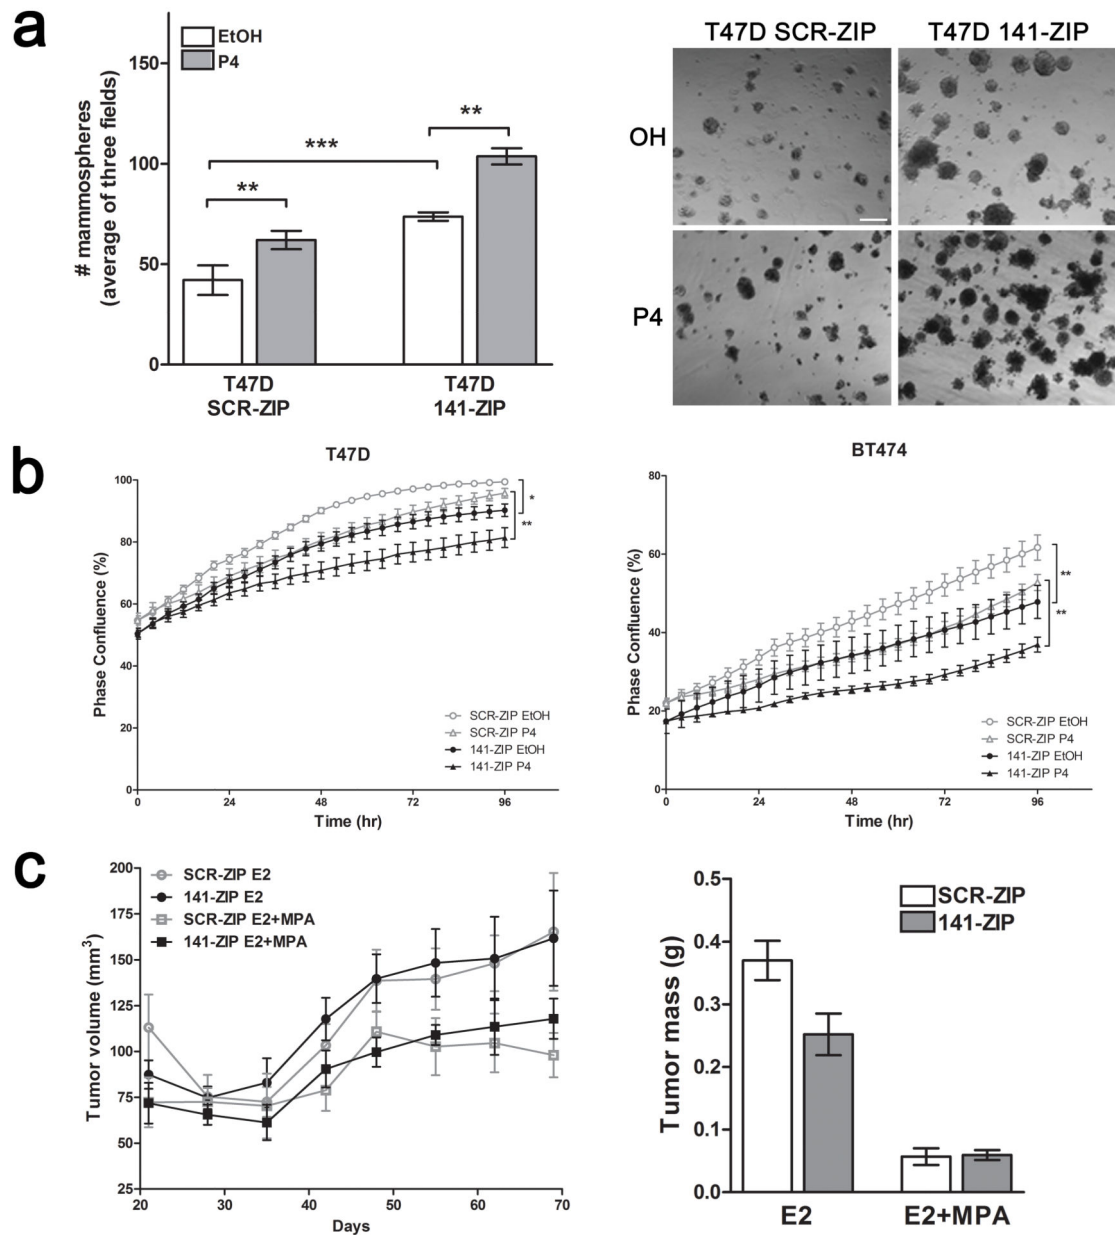 a
EtOH
P4
# mammospheres
(average of three fields)
150
100
50
0
**
***
**
T47D
SCR-ZIP
T47D
141-ZIP
T47D SCR-ZIP
T47D 141-ZIP
OH
P4
b
T47D
Phase Confluence (%)
100
80
60
40
20
0
*
**
SCR-ZIP EtOH
SCR-ZIP P4
141-ZIP EtOH
141-ZIP P4
0 24 48 72 96
Time (hr)
BT474
Phase Confluence (%)
80
60
40
20
0
**
**
SCR-ZIP EtOH
SCR-ZIP P4
141-ZIP EtOH
141-ZIP P4
0 24 48 72 96
Time (hr)
c
Tumor volume (mm³)
200
175
150
125
100
75
50
25
SCR-ZIP E2
141-ZIP E2
SCR-ZIP E2+MPA
141-ZIP E2+MPA
20 30 40 50 60 70
Days
Tumor mass (g)
0.5
0.4
0.3
0.2
0.1
0.0
SCR-ZIP
141-ZIP
E2
E2+MPA